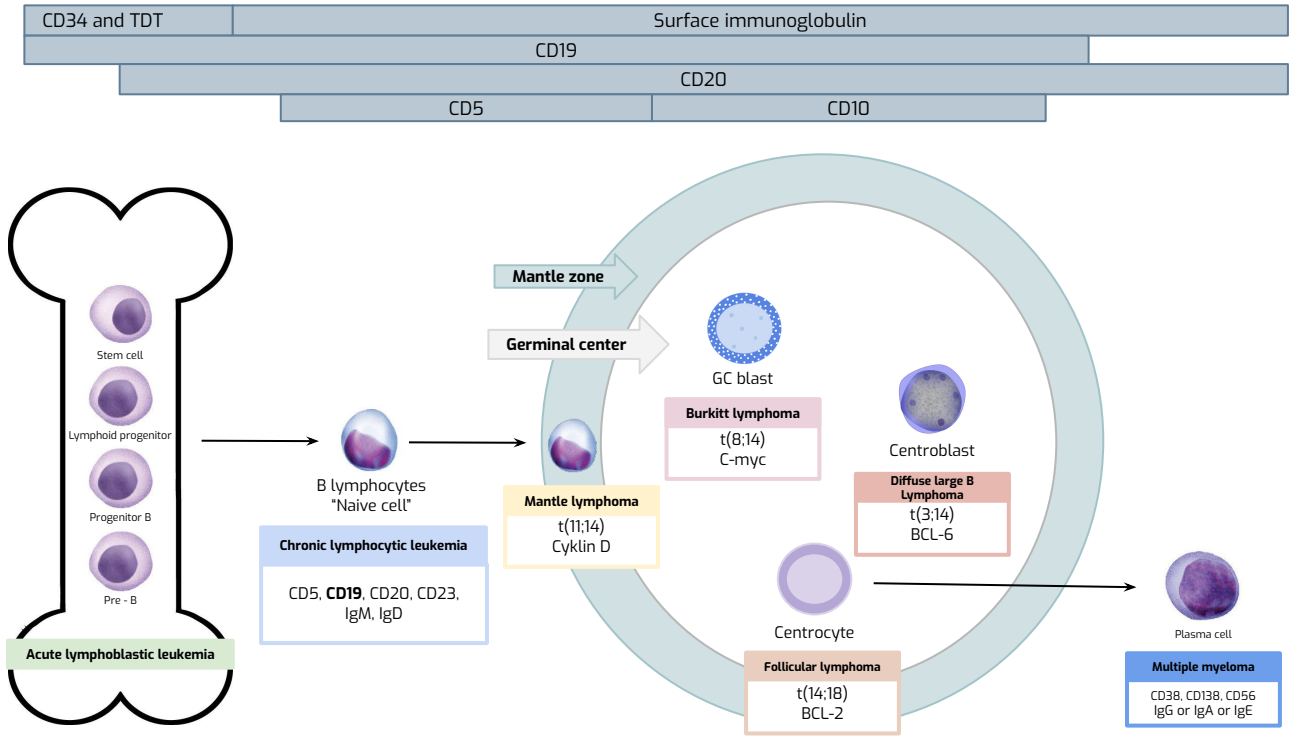 CD34 and TDT
Surface immunoglobulin
CD19
CD20
CD5
CD10
Mantle zone
Germinal center
Stem cell
Lymphoid progenitor
Progenitor B
Pre - B
Acute lymphoblastic leukemia
B lymphocytes
“Naive cell”
Chronic lymphocytic leukemia
CD5, CD19, CD20, CD23,
IgM, IgD
Mantle lymphoma
t(11;14)
Cyklin D
GC blast
Burkitt lymphoma
t(8;14)
C-myc
Centroblast
Diffuse large B
Lymphoma
t(3;14)
BCL-6
Centrocyte
Follicular lymphoma
t(14;18)
BCL-2
Plasma cell
Multiple myeloma
CD38, CD138, CD56
IgG or IgA or IgE